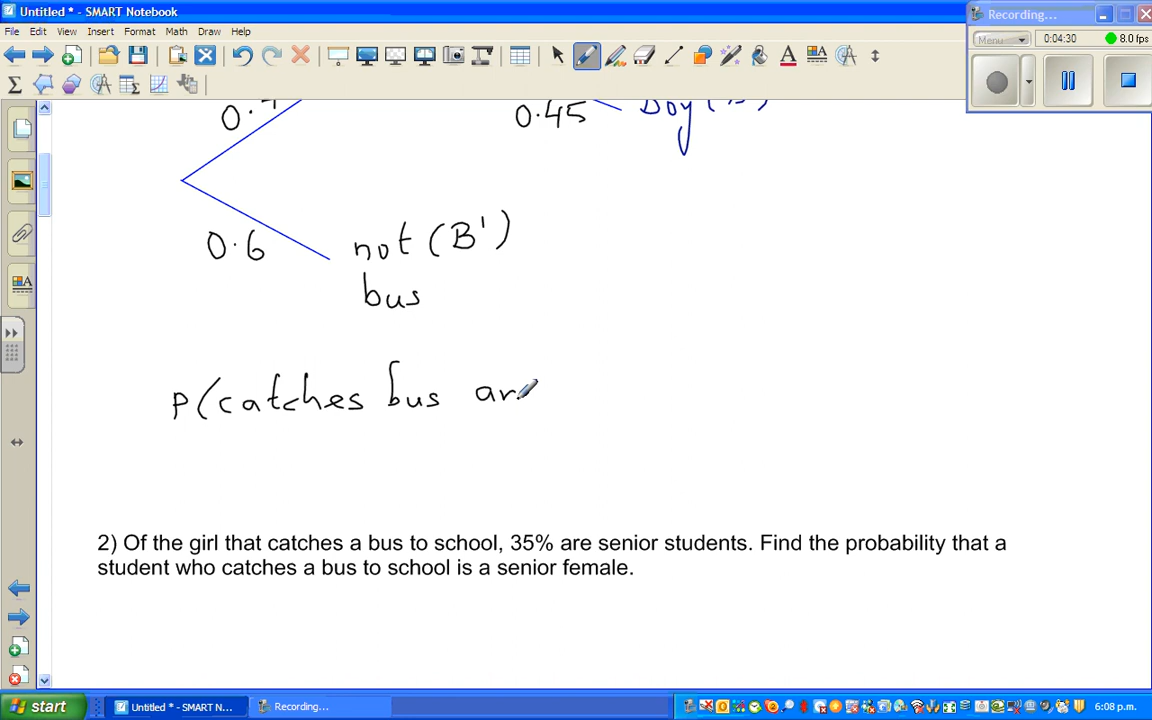 Untitled * - SMART Notebook
Recording...
File Edit View Insert Format Math Draw Help
Menu 0:04:30 8.0 fps
0.45
not (B')
0.6
bus
P(catches bus
2) Of the girl that catches a bus to school, 35% are senior students. Find the probability that a
student who catches a bus to school is a senior female.
start Untitled * - SMART N... Recording... 6:08 p.m.